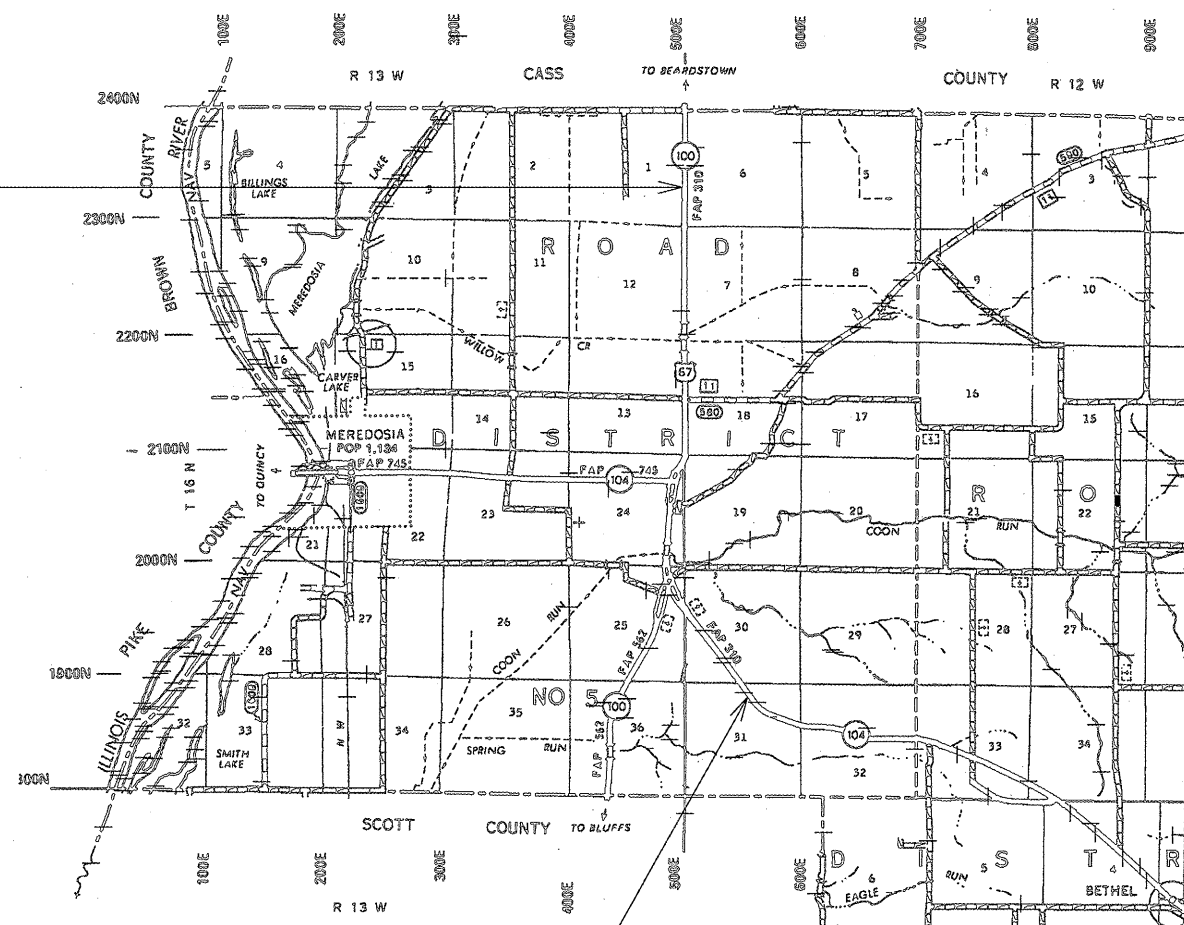 100E 200E 300E 400E 500E 600E 700E 800E 900E
R 13 W CASS TO BEARDSTOWN COUNTY R 12 W
2400N
COUNTY
RIVER
NAV
5 4 LAKE 3 2 1 100 6 5 4 3
BILLINGS
LAKE
FAP 310
2300N
R O A D
BROWN
9 MEREDOSIA 10 11 12 7 8 9 10
2200N
16 15 WILLOW CR
CARVER
LAKE
67
11
560
14 13 18 17 16 15
MEREDOSIA
POP 1,134
D I S T R I C T
2100N
FAP 745 FAP 104 745
T 16 N
TO QUINCY
R O
COUNTY
21 22 23 24 19 20 21 22
COON RUN
2000N
NAV
27 26 25 30 29 28 27
COON RUN
FAP 562
FAP 310
PIKE
28
1900N
NO 5
ILLINOIS
32 33 34 35 100 36 31 104 33 34
SMITH
LAKE
SPRING RUN
FAP 562
32
SCOTT COUNTY TO BLUFFS
D I S T R
5 4
6 RUN
EAGLE
BETHEL
100E 200E 300E 400E 500E 600E
R 13 W